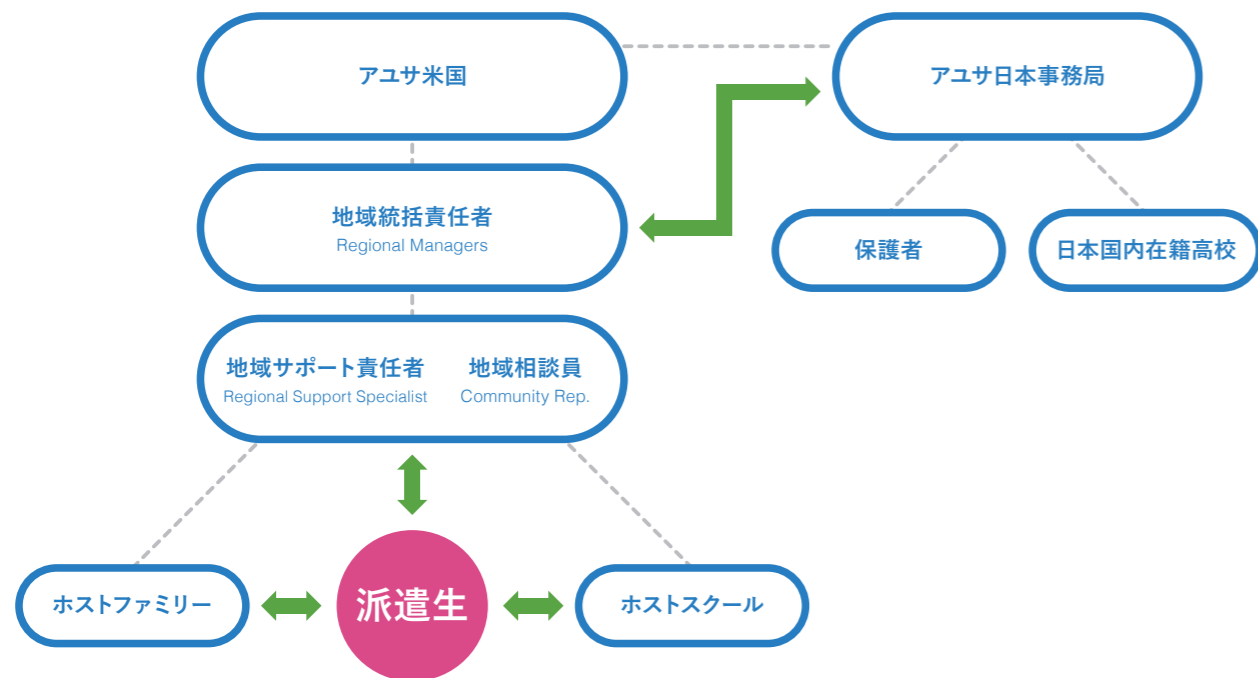 アユサ米国
アユサ日本事務局
地域統括責任者
Regional Managers
保護者
日本国内在籍高校
地域サポート責任者
Regional Support Specialist
地域相談員
Community Rep.
ホストファミリー
派遣生
ホストスクール